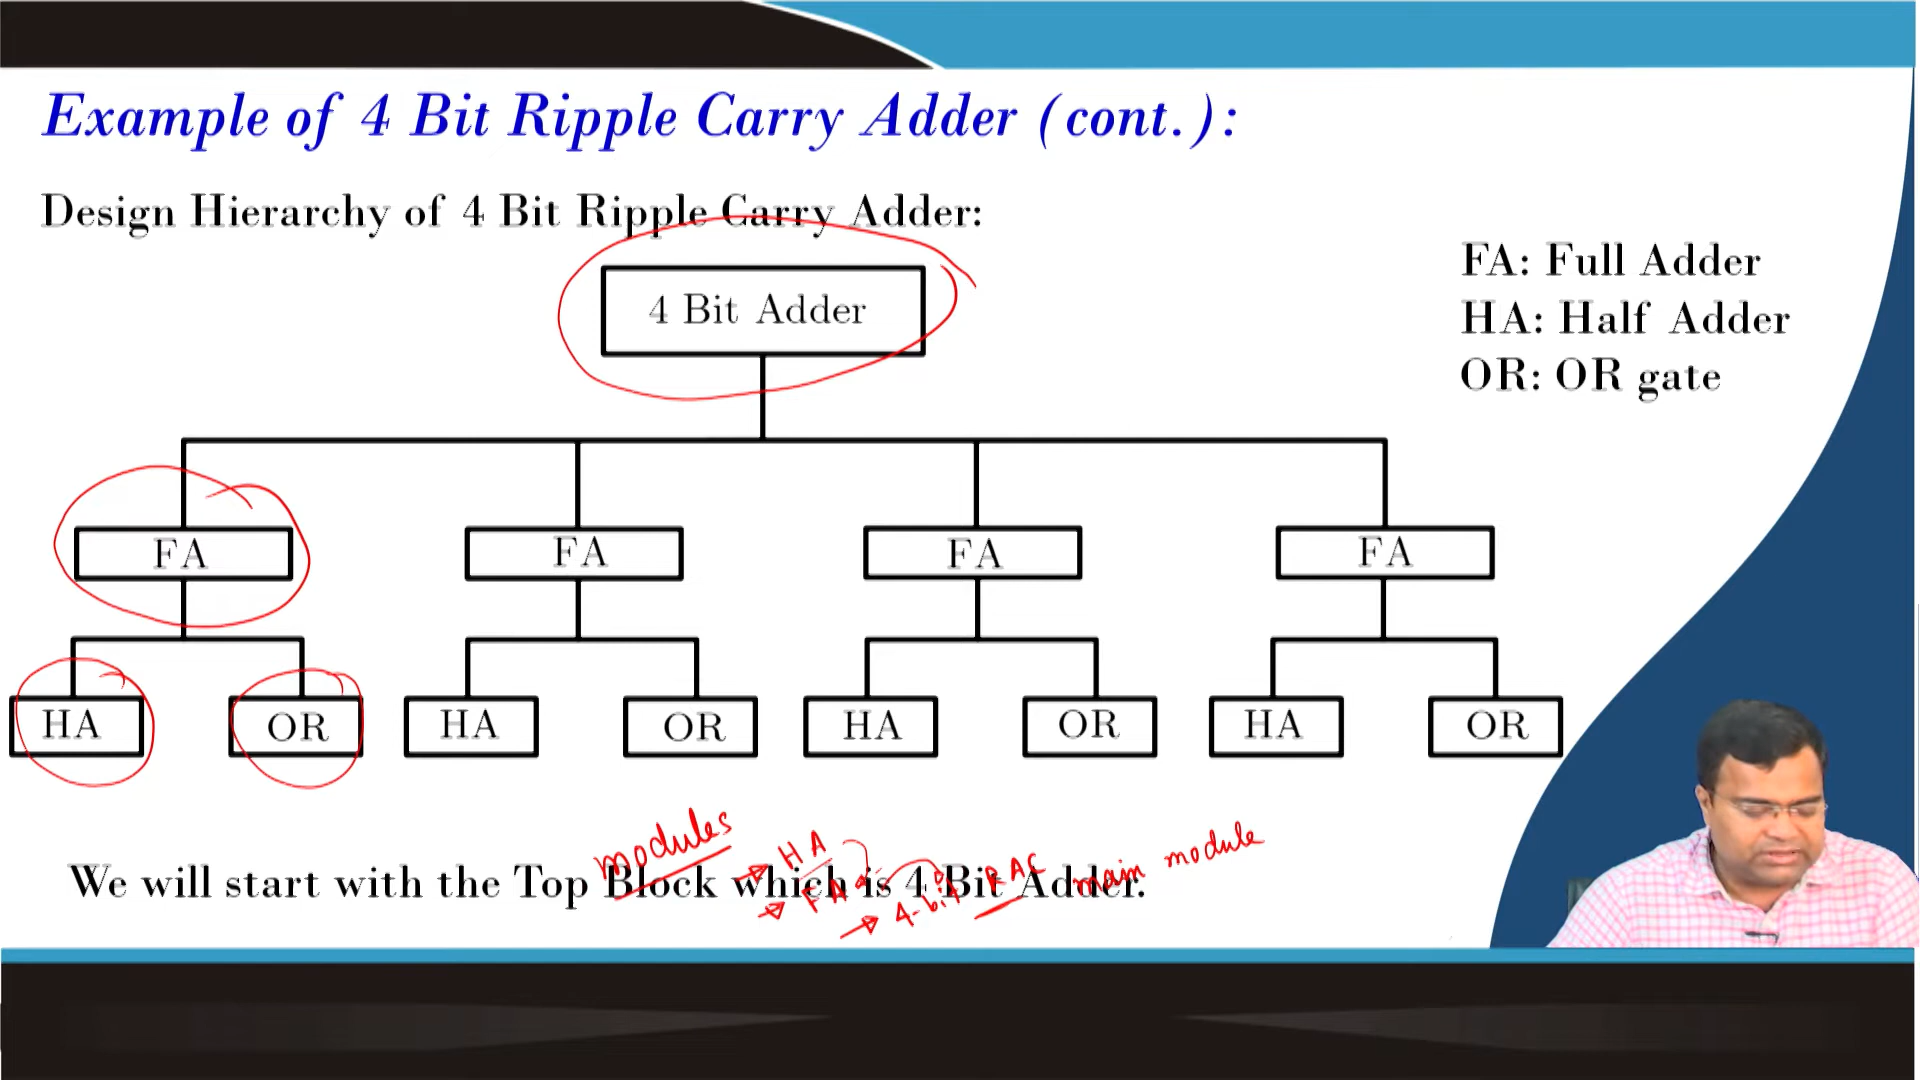 Example of 4 Bit Ripple Carry Adder (cont.):
Design Hierarchy of 4 Bit Ripple Carry Adder:
FA: Full Adder
HA: Half Adder
OR: OR gate
4 Bit Adder
FA FA FA FA
HA OR HA OR HA OR HA OR
modules
→ HA
→ FA
→ 4-bit RAC main module
We will start with the Top Block which is 4 Bit Adder.